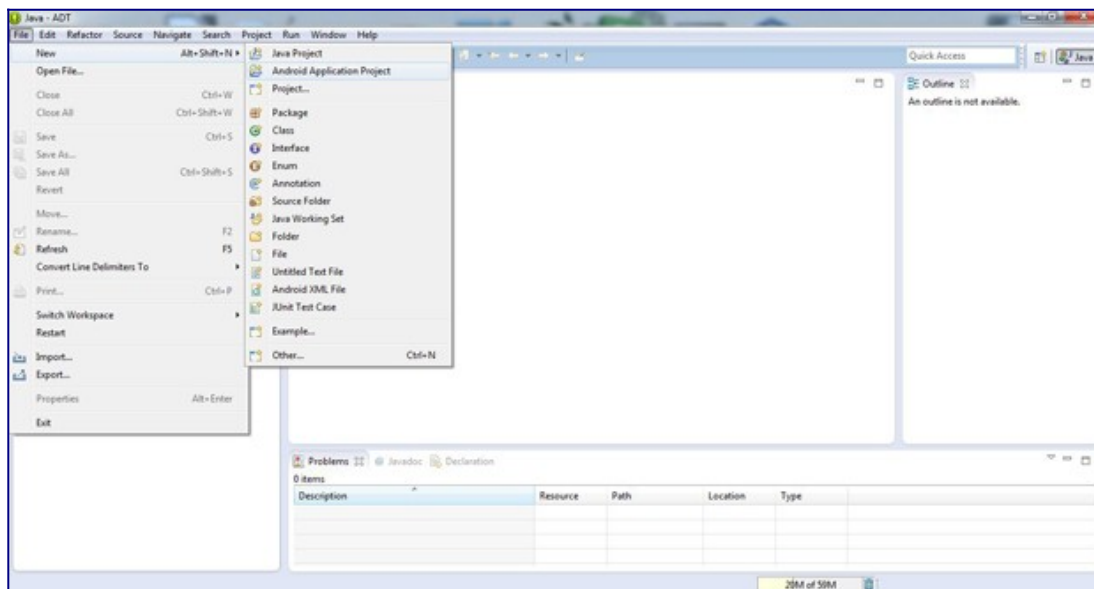 Java - ADT
File Edit Refactor Source Navigate Search Project Run Window Help
New Alt+Shift+N
Open File...
Close Ctrl+W
Close All Ctrl+Shift+W
Save Ctrl+S
Save As...
Save All Ctrl+Shift+S
Revert
Move...
Rename... F2
Refresh F5
Convert Line Delimiters To
Print... Ctrl+P
Switch Workspace
Restart
Import...
Export...
Properties Alt+Enter
Exit
Java Project
Android Application Project
Project...
Package
Class
Interface
Enum
Annotation
Source Folder
Java Working Set
Folder
File
Untitled Text File
Android XML File
JUnit Test Case
Example...
Other... Ctrl+N
Quick Access Java
Outline
An outline is not available.
Problems Javadoc Declaration
0 items
Description Resource Path Location Type